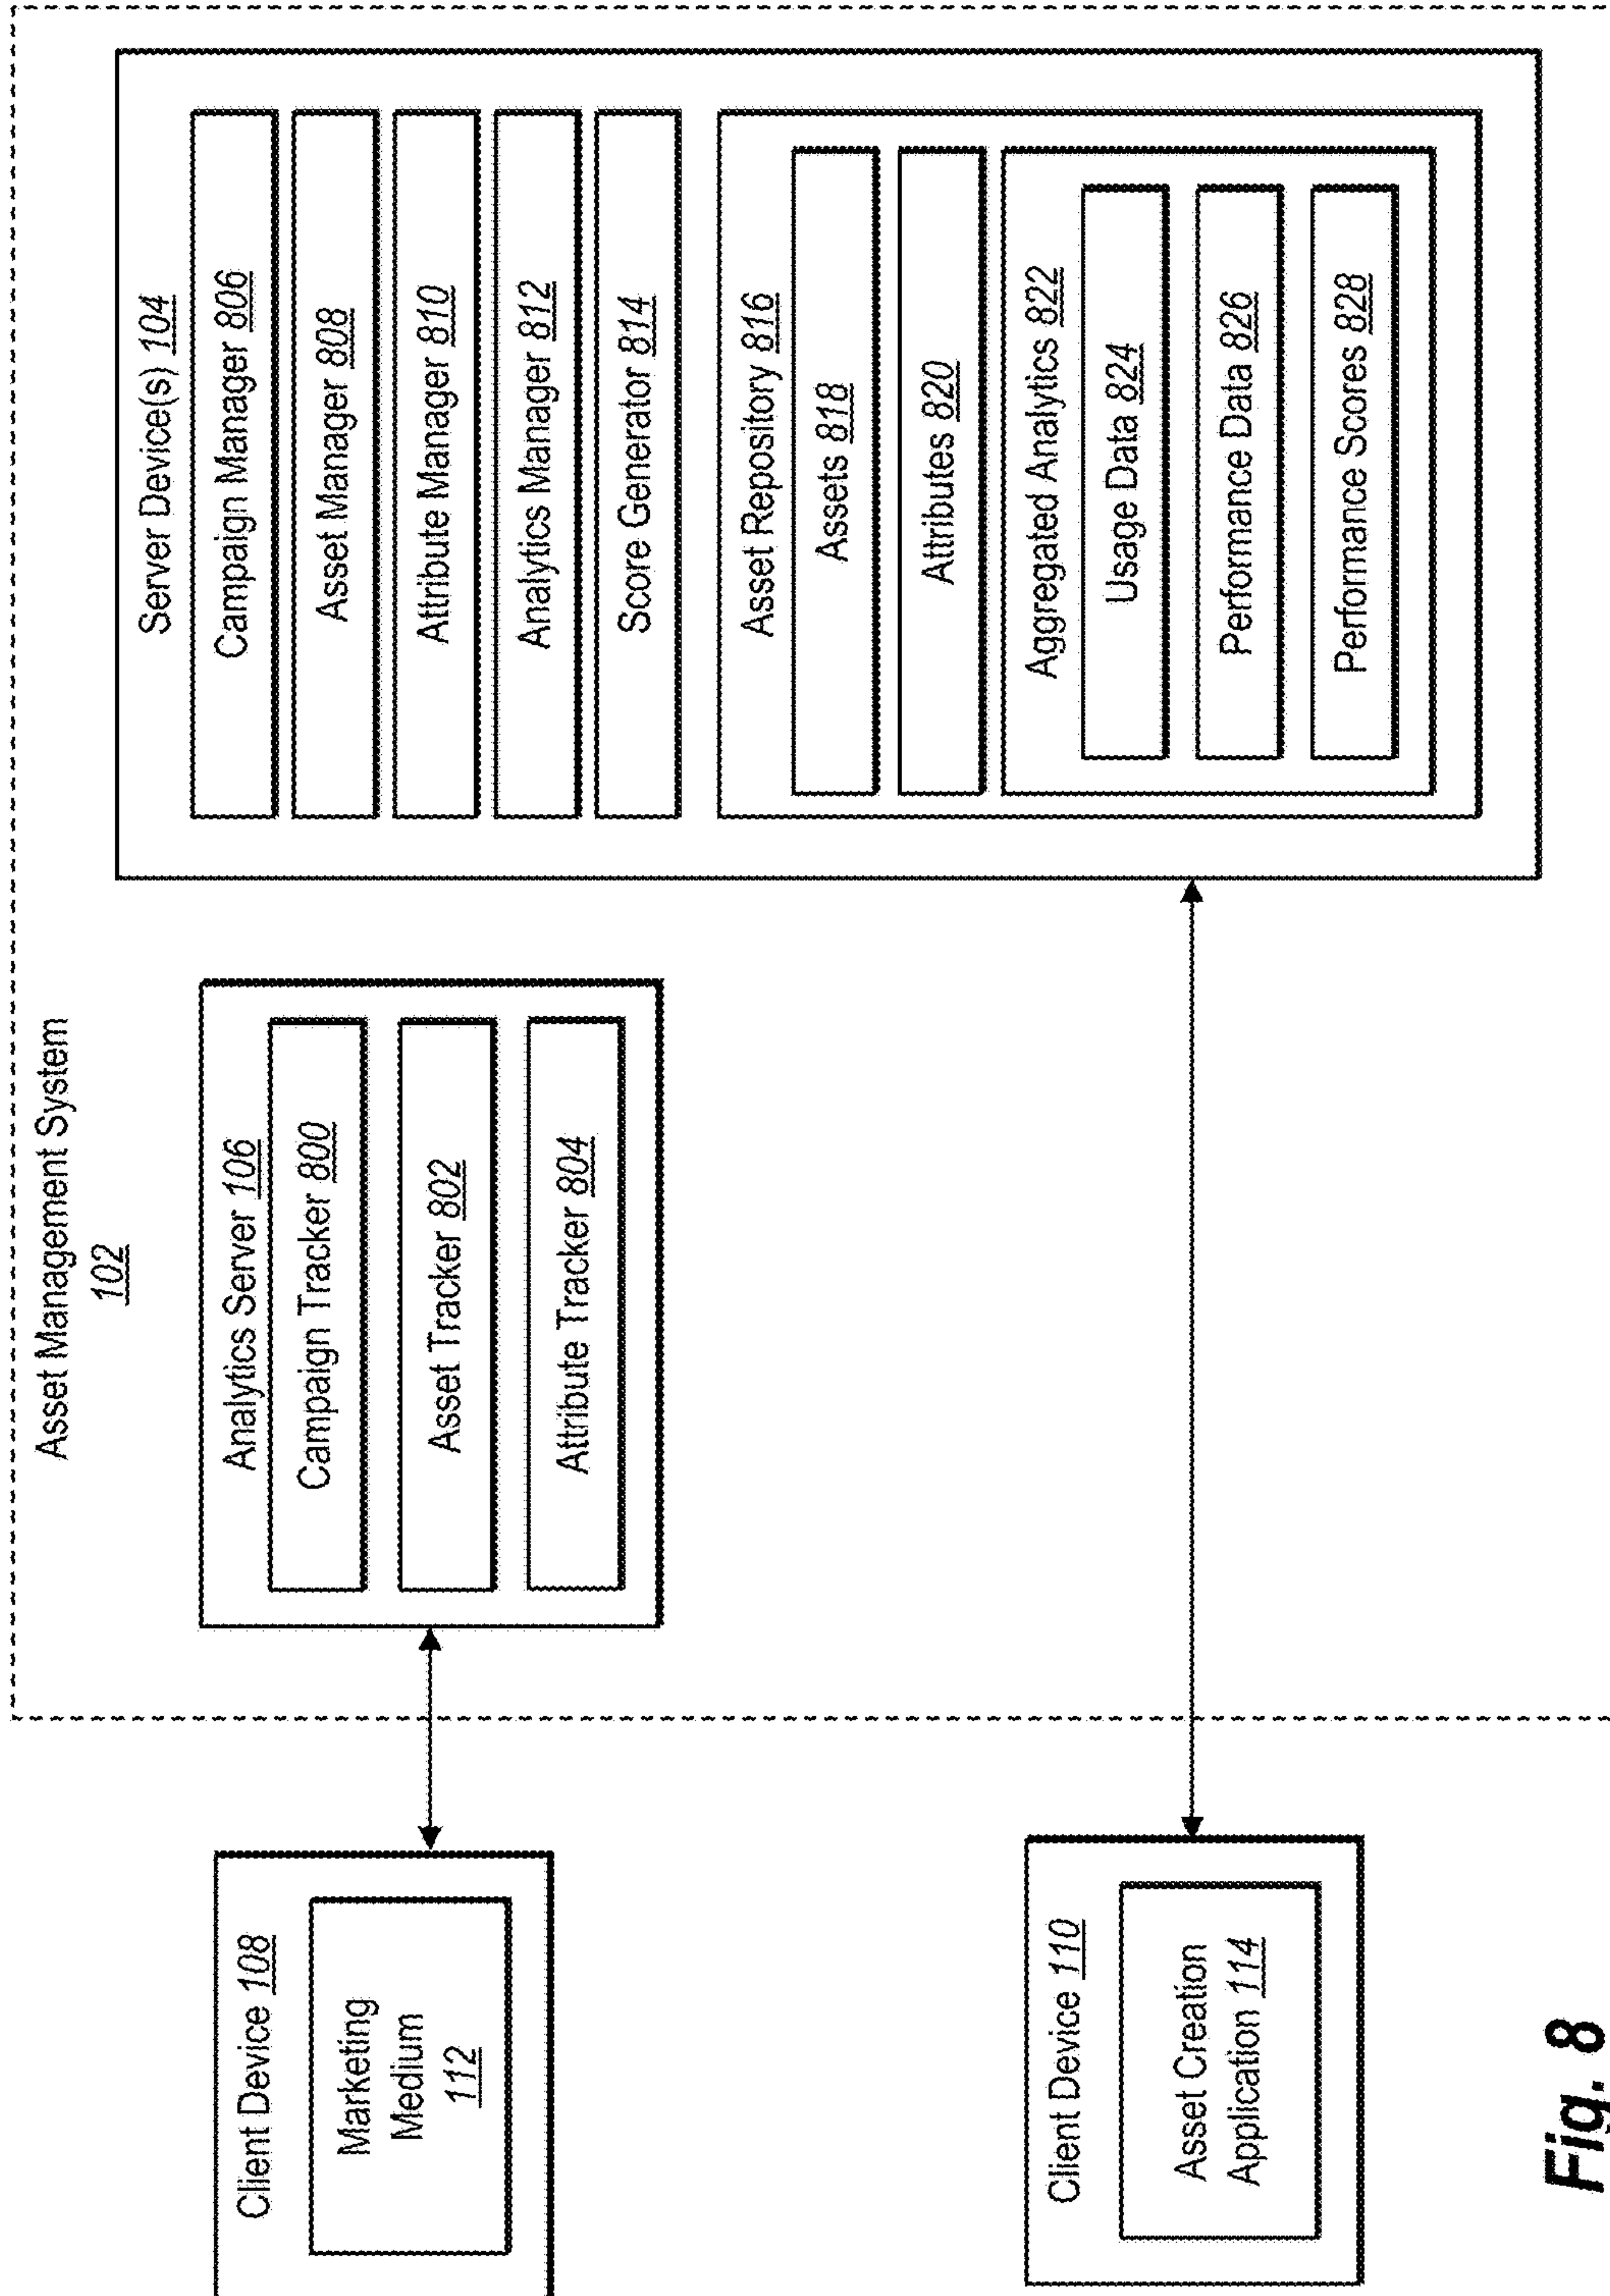 Asset Management System
102
Client Device 108
Marketing
Medium
112
Analytics Server 106
Campaign Tracker 800
Asset Tracker 802
Attribute Tracker 804
Server Device(s) 104
Campaign Manager 806
Asset Manager 808
Attribute Manager 810
Analytics Manager 812
Score Generator 814
Asset Repository 816
Assets 818
Attributes 820
Aggregated Analytics 822
Usage Data 824
Performance Data 826
Performance Scores 828
Client Device 110
Asset Creation
Application 114
Fig. 8